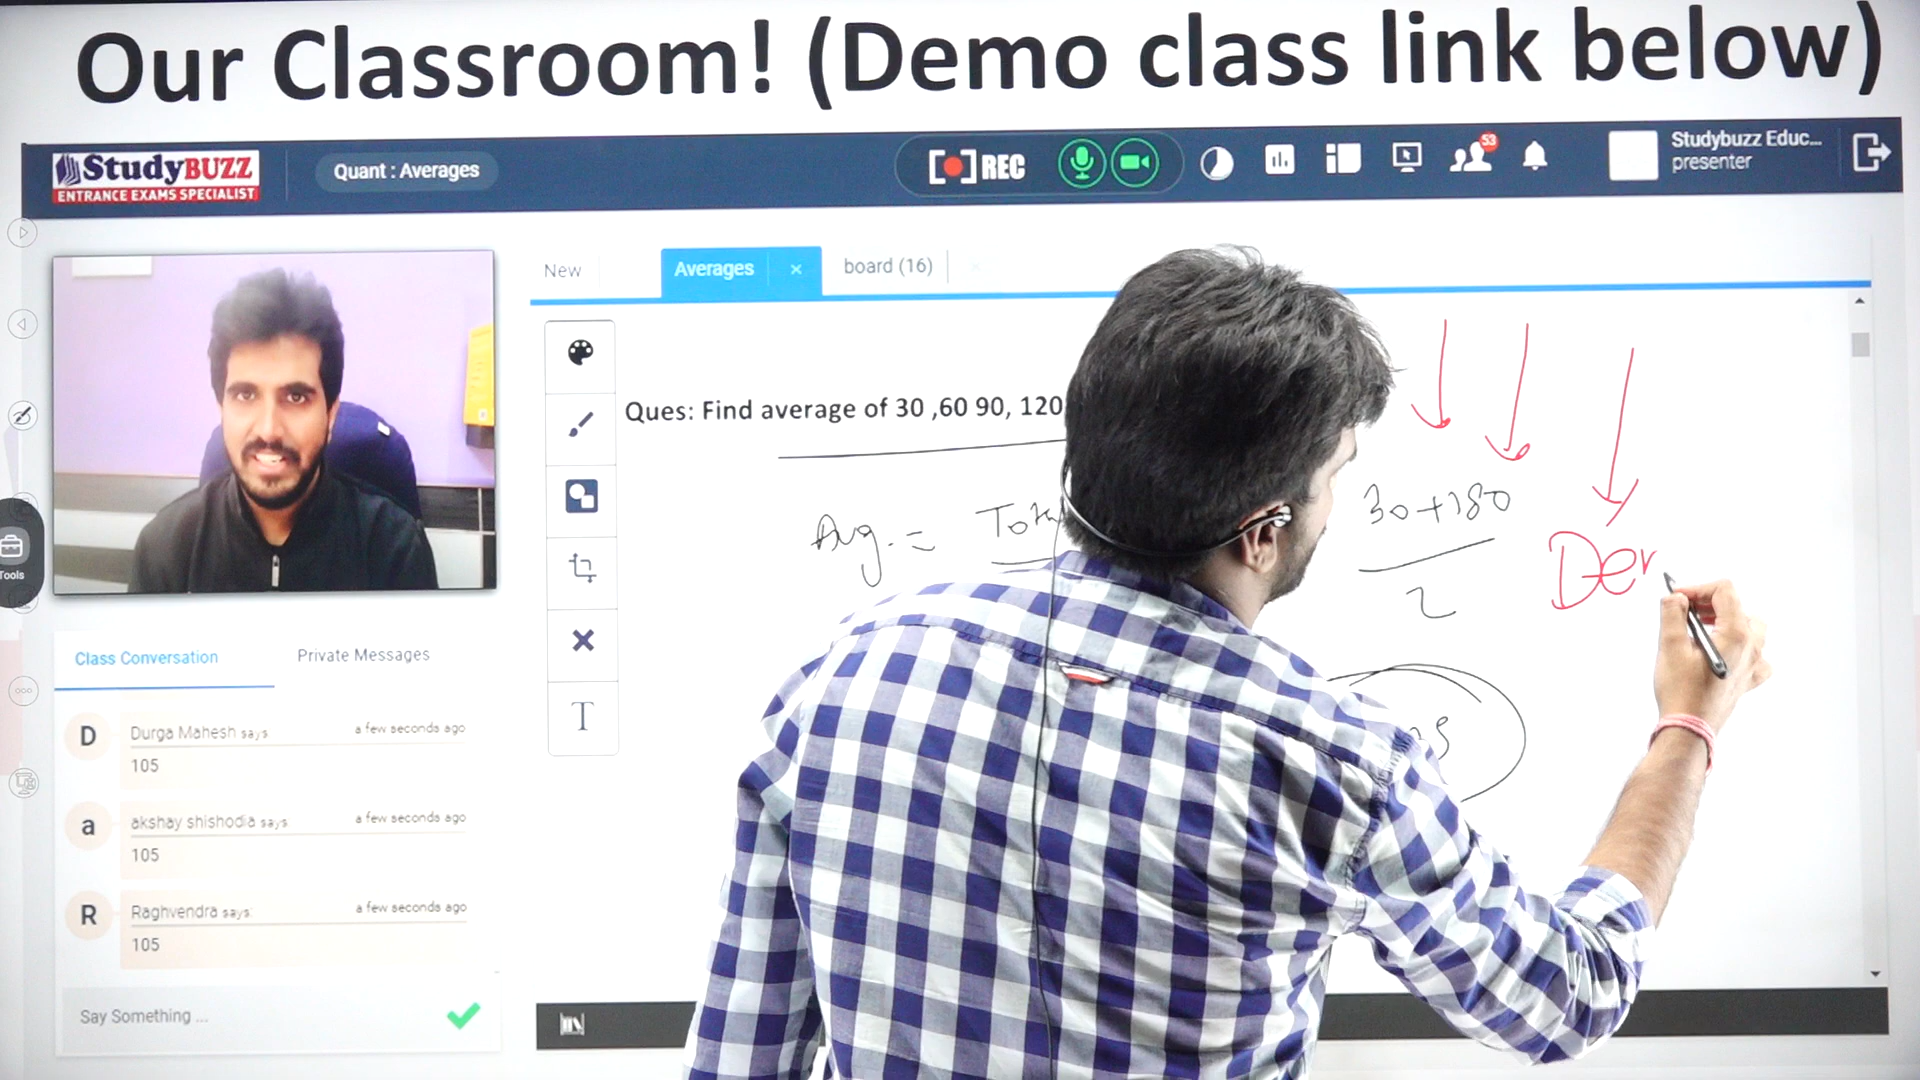 Our Classroom! (Demo class link below)
StudyBUZZ
ENTRANCE EXAMS SPECIALIST
Quant : Averages
REC
53
Studybuzz Educ...
presenter
New
Averages
board (16)
Ques: Find average of 30 ,60 90, 120
Avg. = Tota
30+180
2
Der
Tools
Class Conversation
Private Messages
D
Durga Mahesh says
a few seconds ago
105
a
akshay shishodia says
a few seconds ago
105
R
Raghvendra says:
a few seconds ago
105
Say Something ...
T